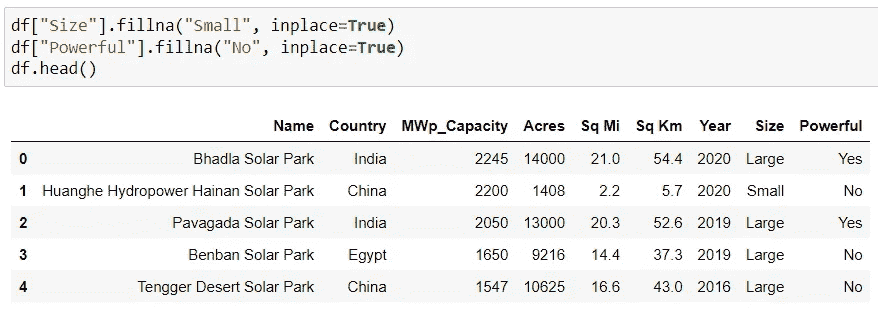 df["Size"].fillna("Small", inplace=True)
df["Powerful"].fillna("No", inplace=True)
df.head()
Name Country MWp_Capacity Acres Sq Mi Sq Km Year Size Powerful
0 Bhadla Solar Park India 2245 14000 21.0 54.4 2020 Large Yes
1 Huanghe Hydropower Hainan Solar Park China 2200 1408 2.2 5.7 2020 Small No
2 Pavagada Solar Park India 2050 13000 20.3 52.6 2019 Large Yes
3 Benban Solar Park Egypt 1650 9216 14.4 37.3 2019 Large No
4 Tengger Desert Solar Park China 1547 10625 16.6 43.0 2016 Large No